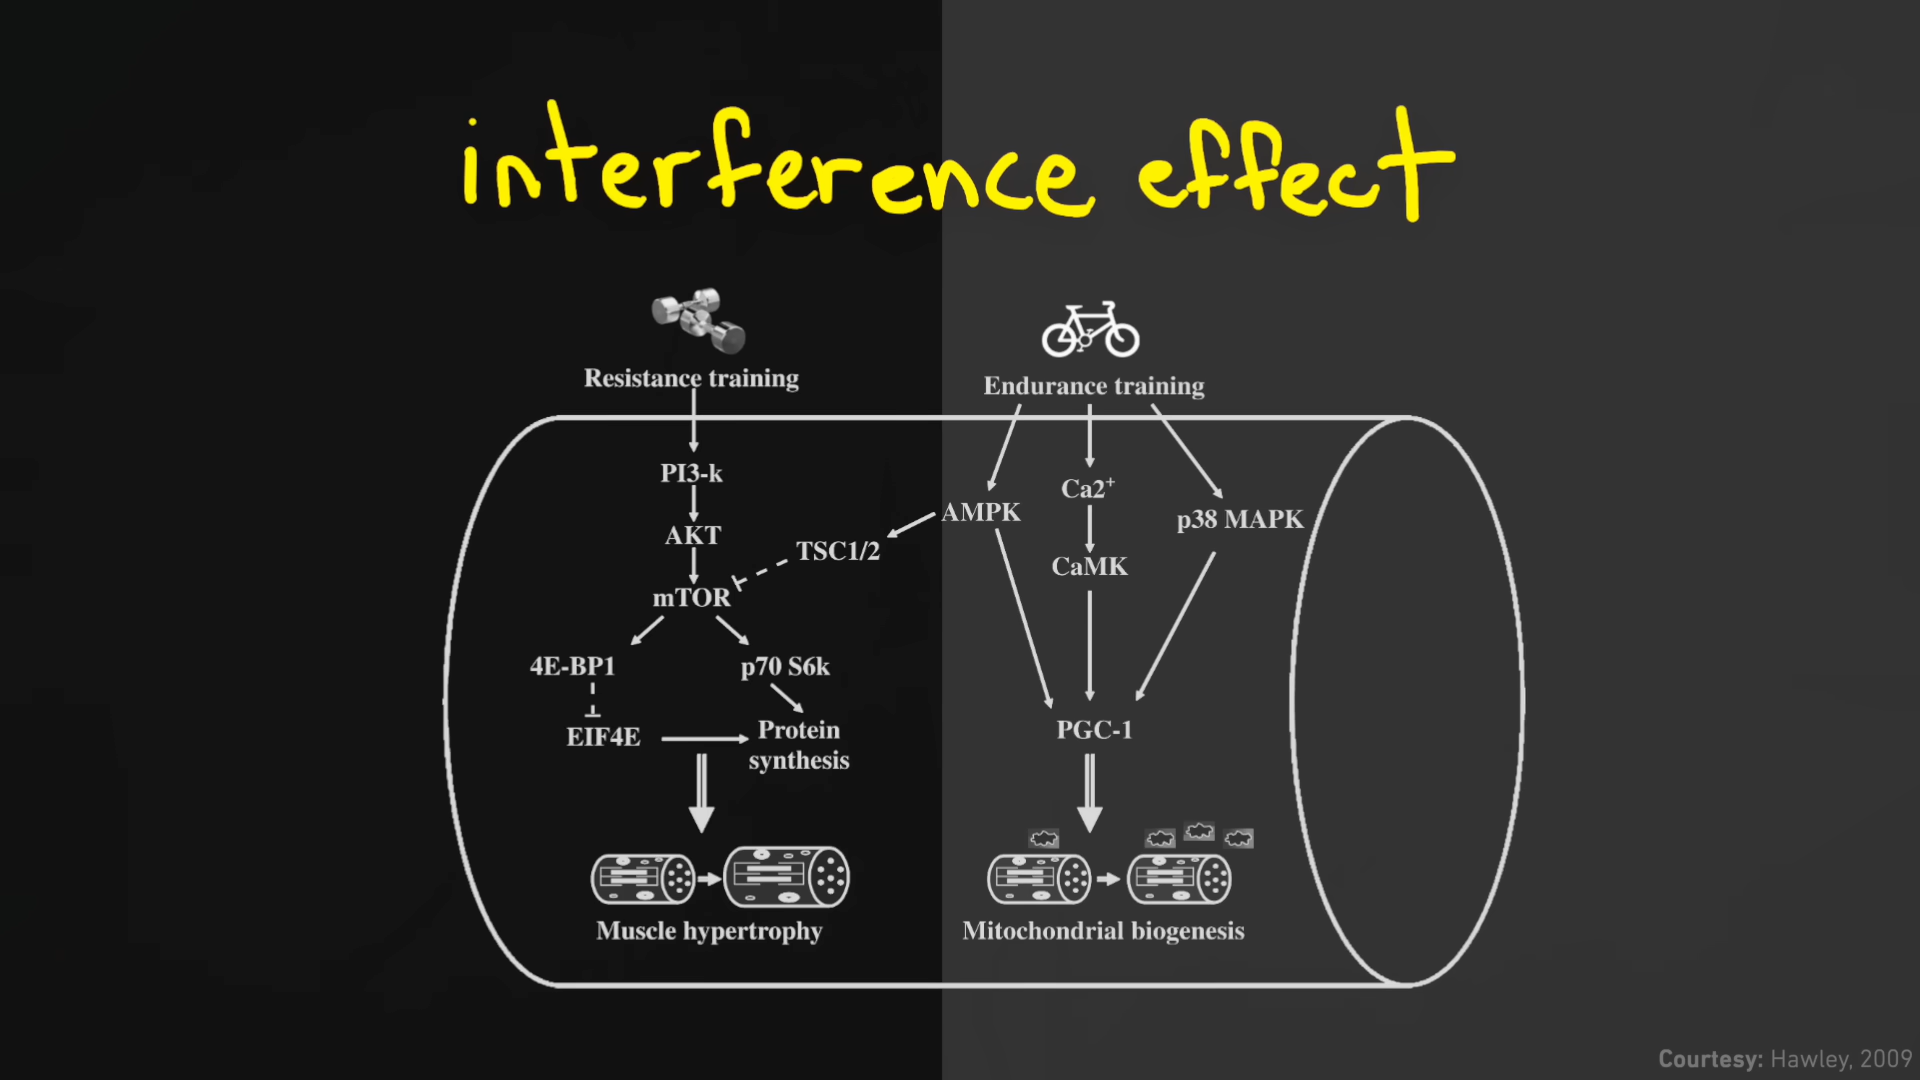 interference effect
Resistance training
Endurance training
PI3-k
AKT
mTOR
TSC1/2
AMPK
Ca2⁺
CaMK
p38 MAPK
4E-BP1
p70 S6k
EIF4E
Protein
synthesis
PGC-1
Muscle hypertrophy
Mitochondrial biogenesis
Courtesy: Hawley, 2009